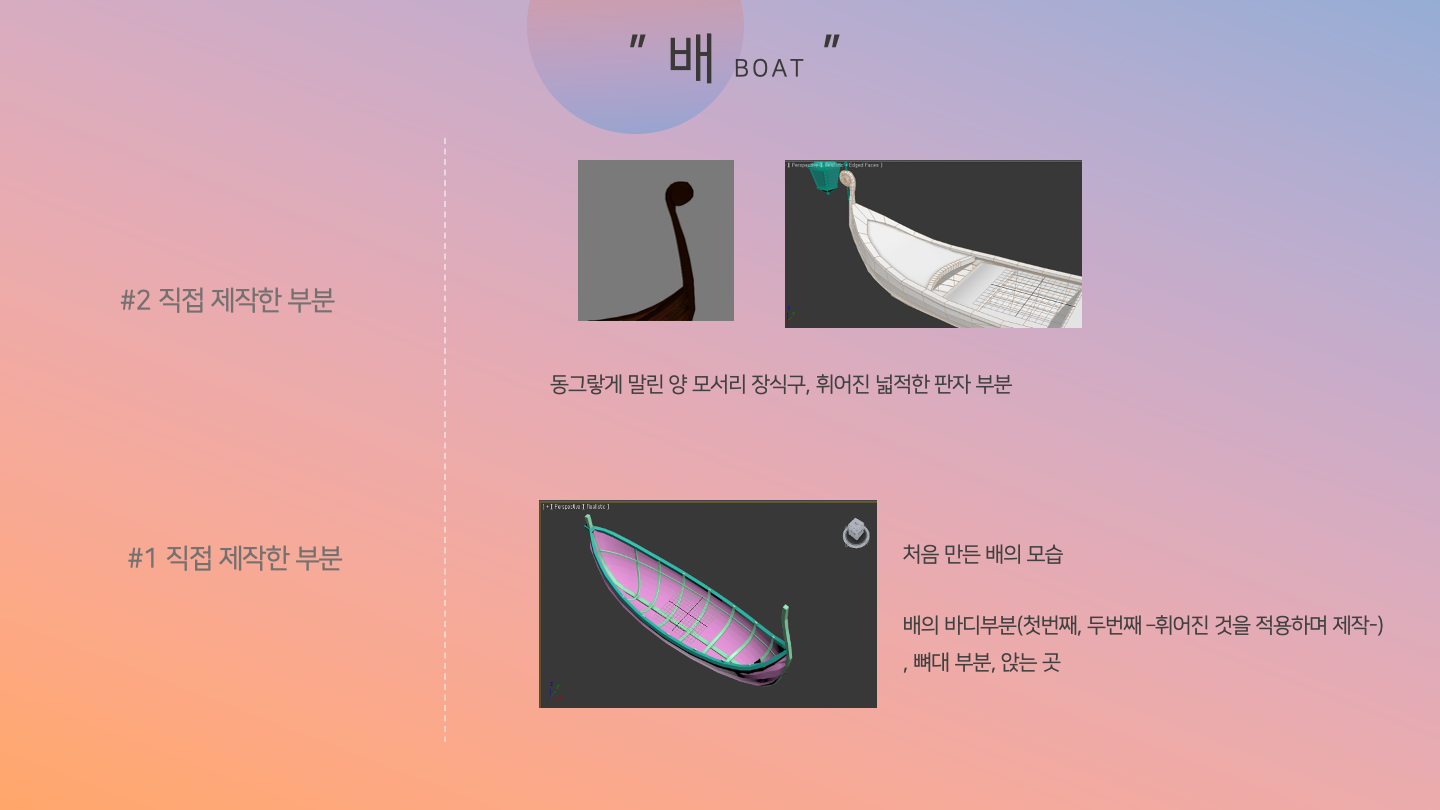 " 배 BOAT "
[ Perspective ] [ Realistic + Edged Faces ]
#2 직접 제작한 부분
동그랗게 말린 양 모서리 장식구, 휘어진 넓적한 판자 부분
[ + ] [ Perspective ] [ Realistic ]
#1 직접 제작한 부분
처음 만든 배의 모습
배의 바디부분(첫번째, 두번째 -휘어진 것을 적용하며 제작-)
, 뼈대 부분, 앉는 곳